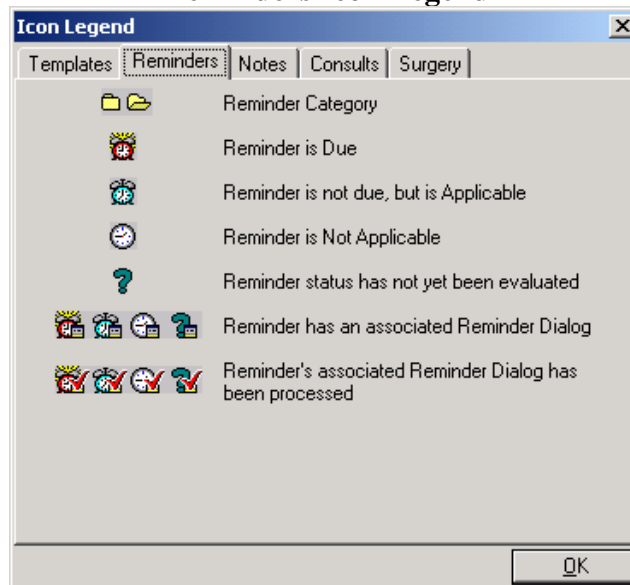 Icon Legend
Templates Reminders Notes Consults Surgery
Reminder Category
Reminder is Due
Reminder is not due, but is Applicable
Reminder is Not Applicable
Reminder status has not yet been evaluated
Reminder has an associated Reminder Dialog
Reminder's associated Reminder Dialog has
been processed
OK